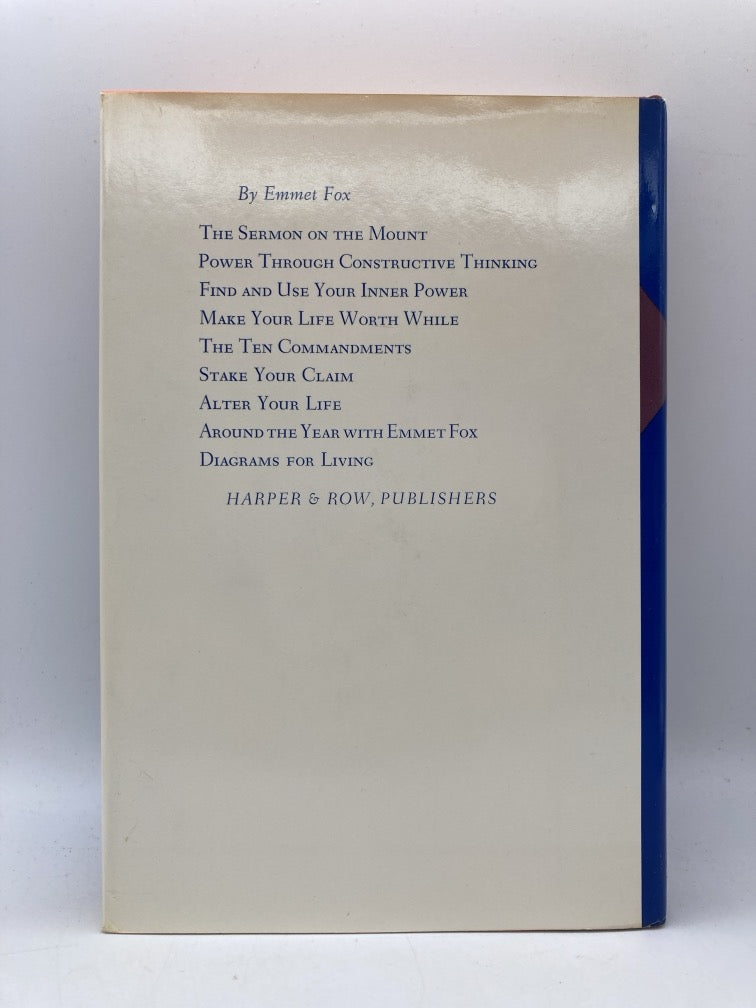 By Emmet Fox
The Sermon on the Mount
Power Through Constructive Thinking
Find and Use Your Inner Power
Make Your Life Worth While
The Ten Commandments
Stake Your Claim
Alter Your Life
Around the Year with Emmet Fox
Diagrams for Living
HARPER & ROW, PUBLISHERS